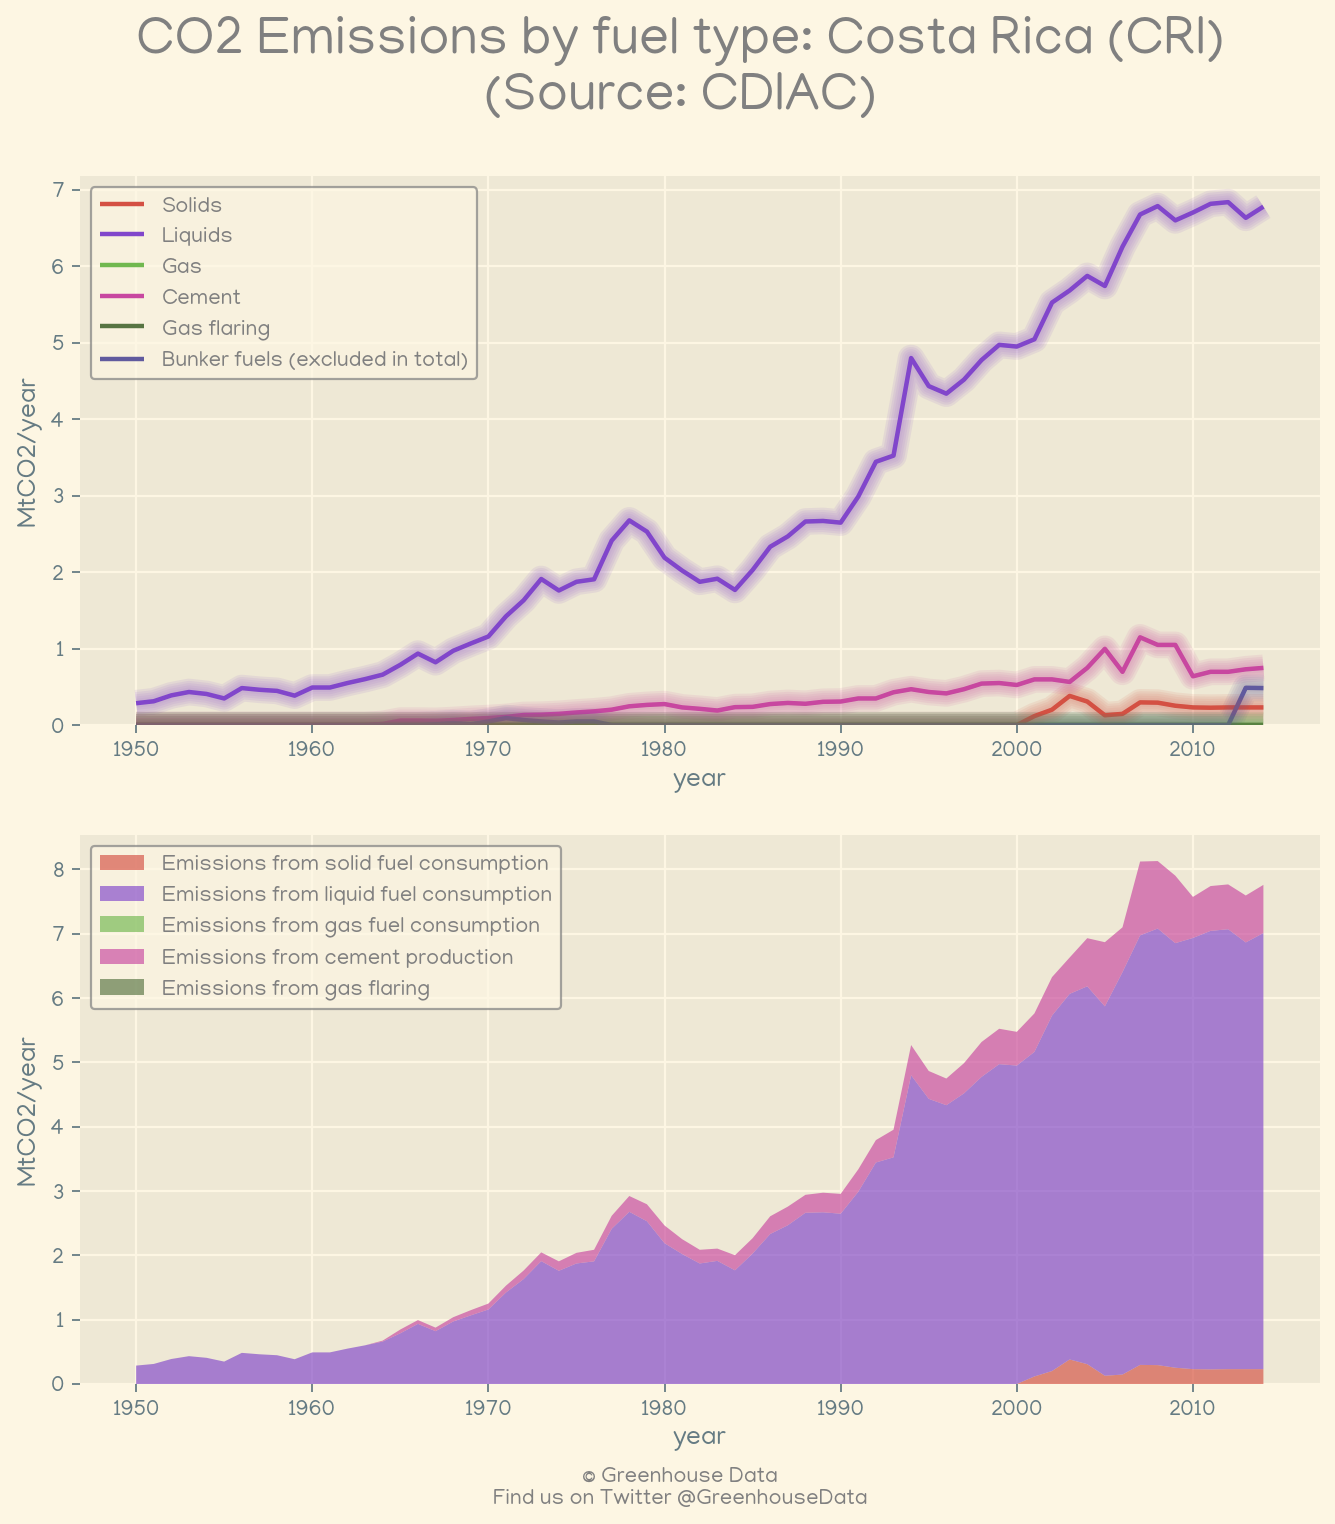 CO2 Emissions by fuel type: Costa Rica (CRI)
(Source: CDIAC)
7
6
5
4
3
2
1
0
MtCO2/year
Solids
Liquids
Gas
Cement
Gas flaring
Bunker fuels (excluded in total)
1950 1960 1970 1980 1990 2000 2010
year
8
7
6
5
4
3
2
1
0
MtCO2/year
Emissions from solid fuel consumption
Emissions from liquid fuel consumption
Emissions from gas fuel consumption
Emissions from cement production
Emissions from gas flaring
1950 1960 1970 1980 1990 2000 2010
year
© Greenhouse Data
Find us on Twitter @GreenhouseData